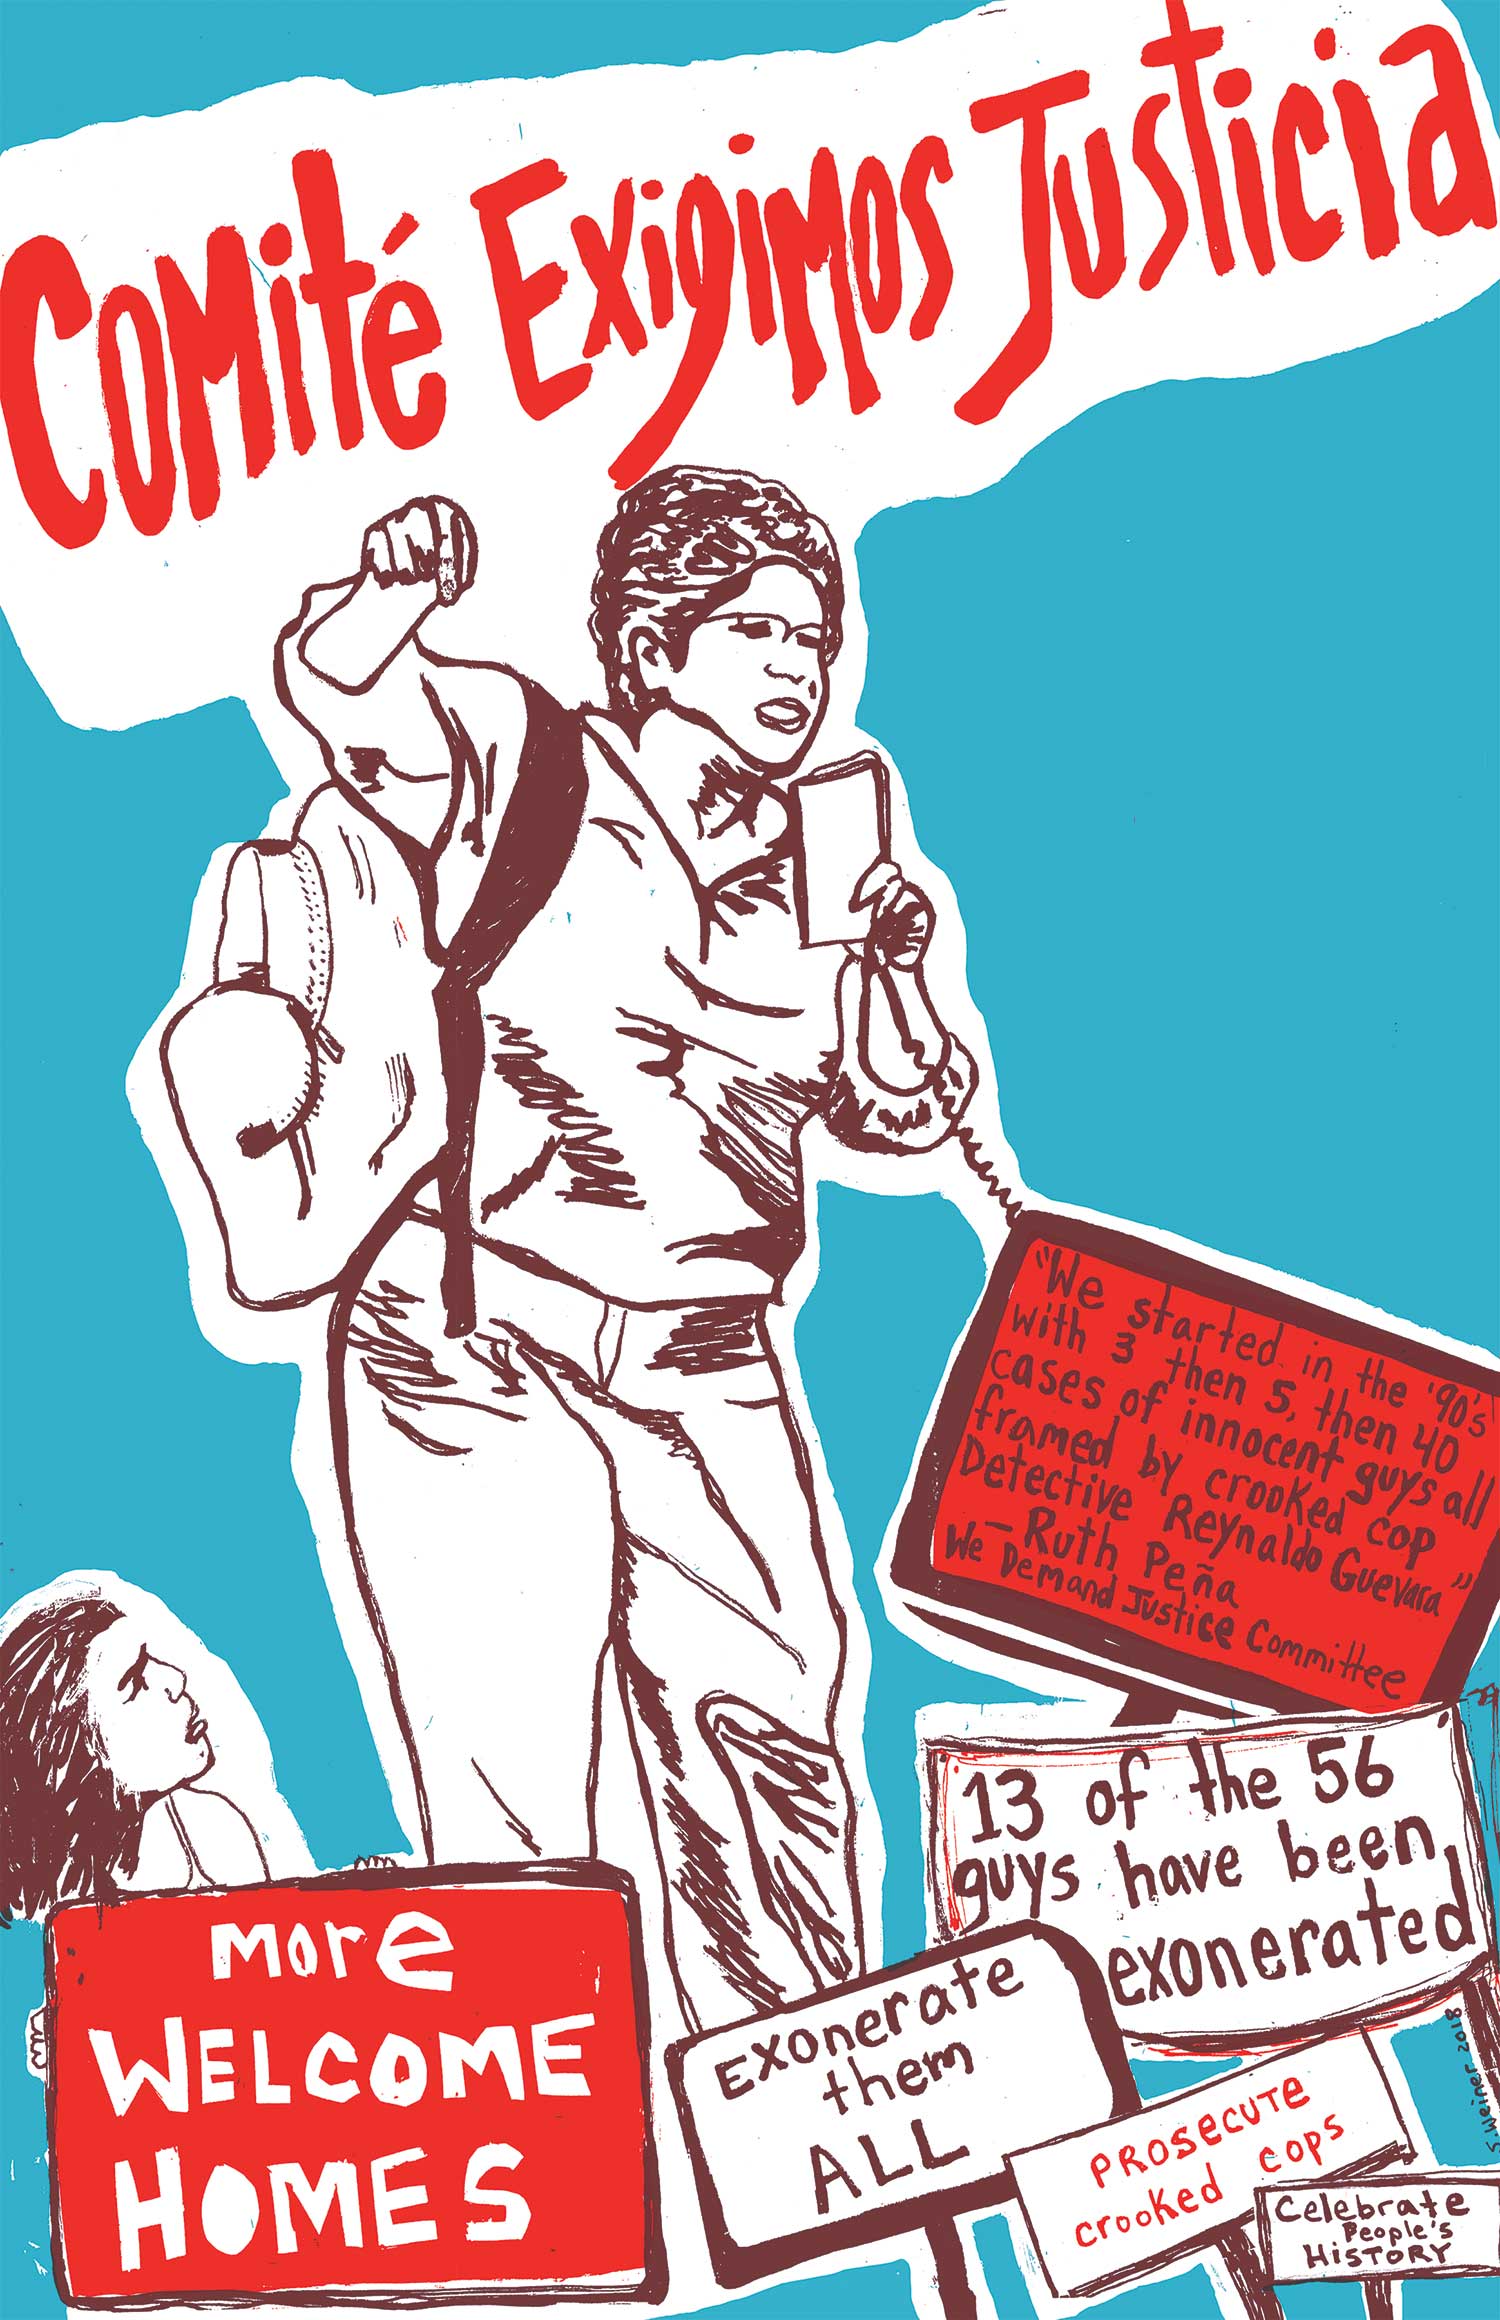 Comité Exigimos Justicia
"We started in the '90's
with 3 then 5, then 40
cases of innocent guys all
framed by crooked cop
Detective Reynaldo Guevara"
— Ruth Peña
We Demand Justice Committee
13 of the 56
guys have been
exonerated
More
WELCOME
HOMES
EXonerate
them
ALL
PROSECUTE
crooked cops
Celebrate
People's
HISTORY
S. Weiner 2018